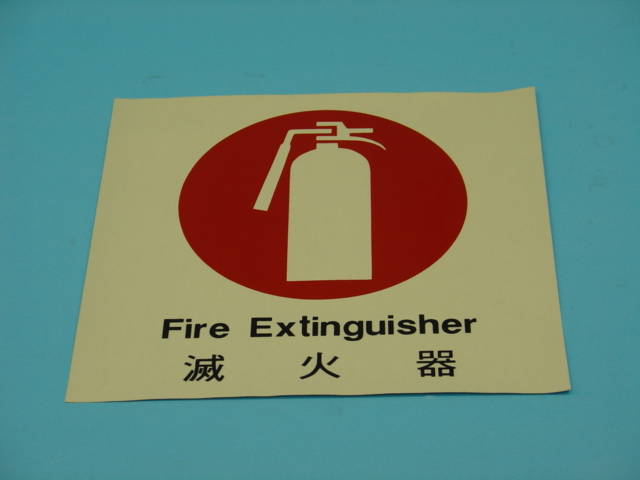 Fire Extinguisher
滅火器